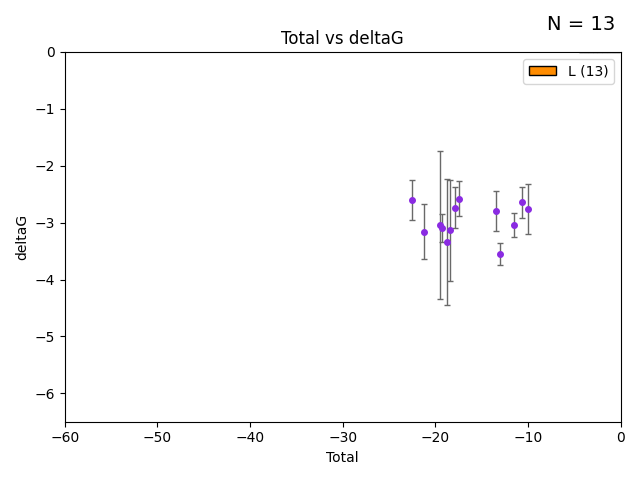 N = 13
Total vs deltaG
L (13)
0
−1
−2
−3
−4
−5
−6
deltaG
−60
−50
−40
−30
−20
−10
0
Total